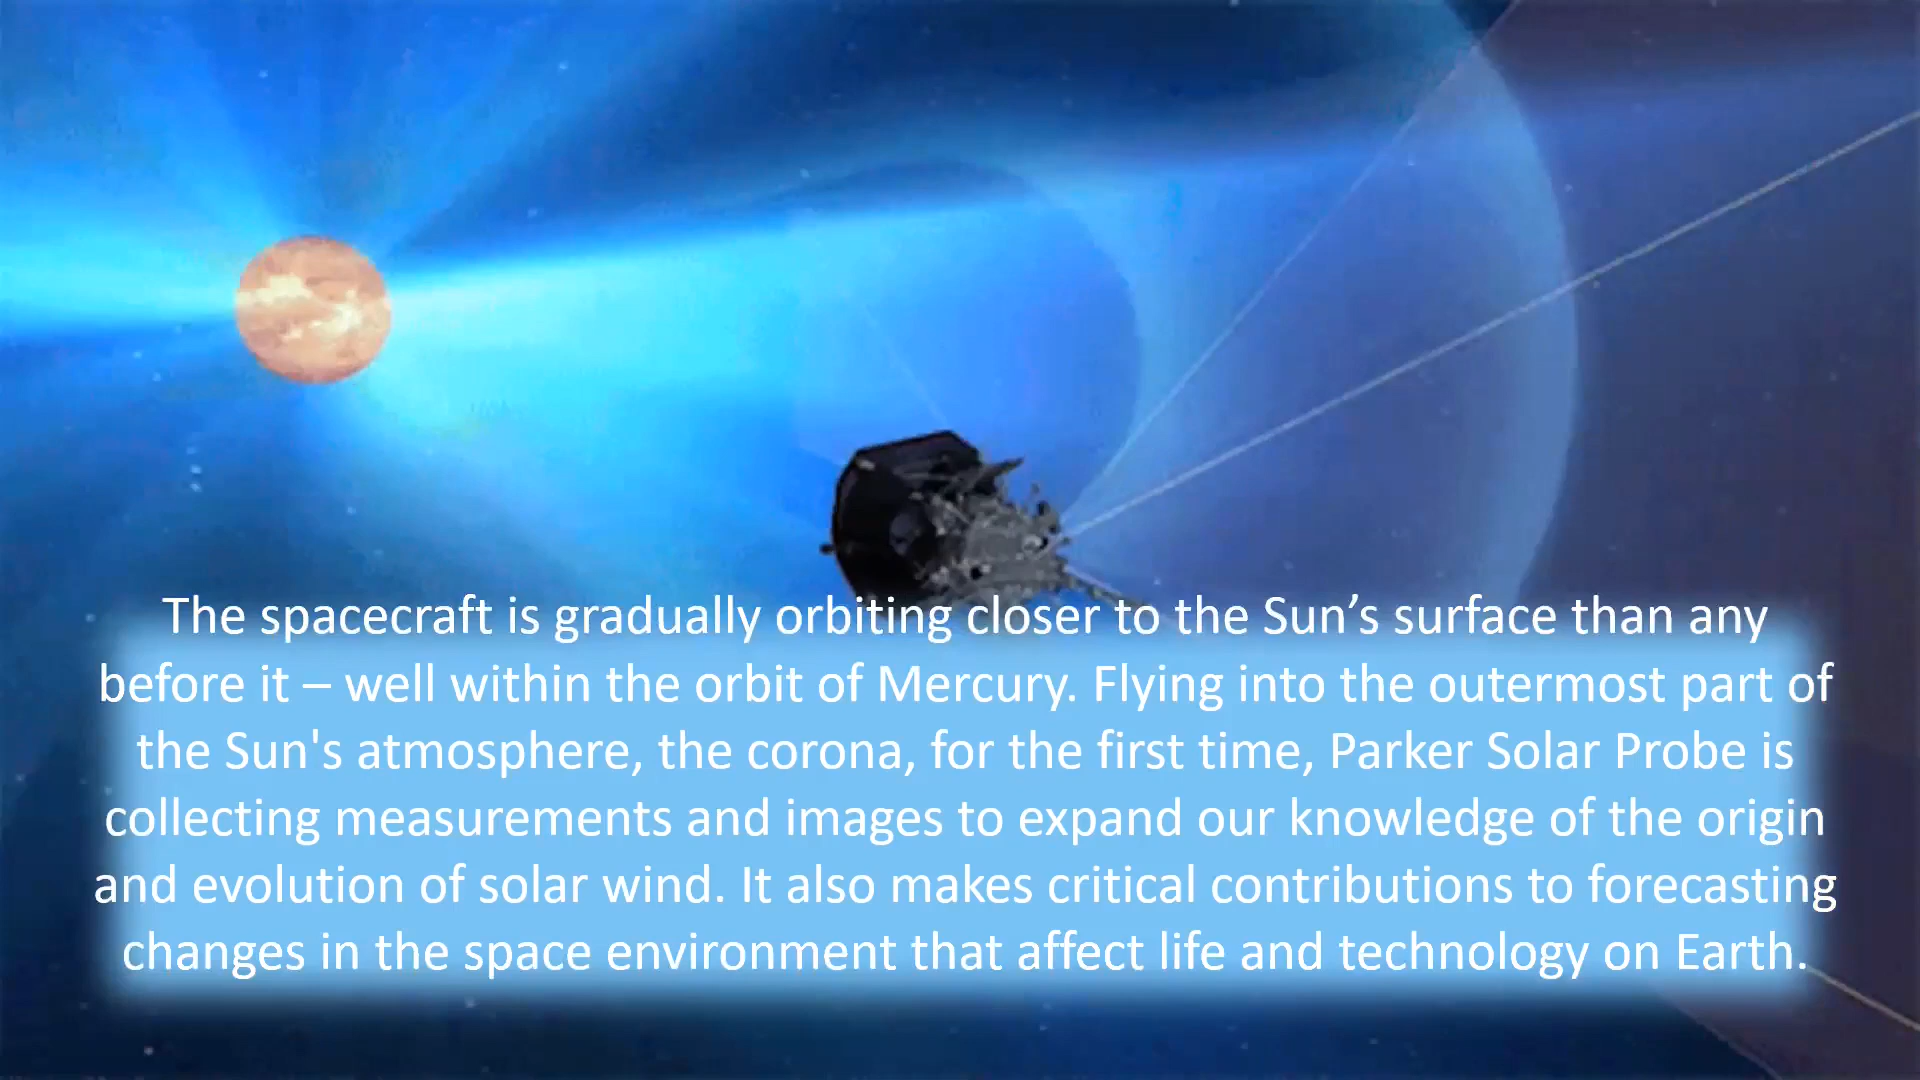 The spacecraft is gradually orbiting closer to the Sun’s surface than any
before it – well within the orbit of Mercury. Flying into the outermost part of
the Sun's atmosphere, the corona, for the first time, Parker Solar Probe is
collecting measurements and images to expand our knowledge of the origin
and evolution of solar wind. It also makes critical contributions to forecasting
changes in the space environment that affect life and technology on Earth.